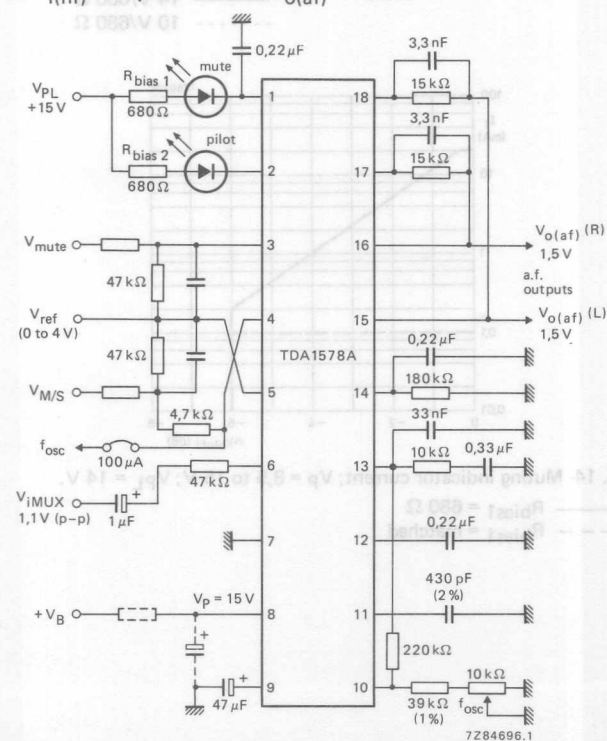 0,22 μF
mute
V_PL
+15 V
R_bias 1
680 Ω
pilot
R_bias 2
680 Ω
V_mute
47 kΩ
V_ref
(0 to 4 V)
47 kΩ
V_M/S
4,7 kΩ
f_osc
100 μA
47 kΩ
V_iMUX
1,1 V (p-p)
1 μF
+V_B
V_P = 15 V
47 μF
1
2
3
4
5
6
7
8
9
TDA1578A
18
17
16
15
14
13
12
11
10
3,3 nF
15 kΩ
3,3 nF
15 kΩ
V_o(af) (R)
1,5 V
a.f.
outputs
V_o(af) (L)
1,5 V
0,22 μF
180 kΩ
33 nF
10 kΩ
0,33 μF
0,22 μF
430 pF
(2%)
220 kΩ
39 kΩ
(1%)
10 kΩ
f_osc
7Z84696.1
10 V/680 Ω